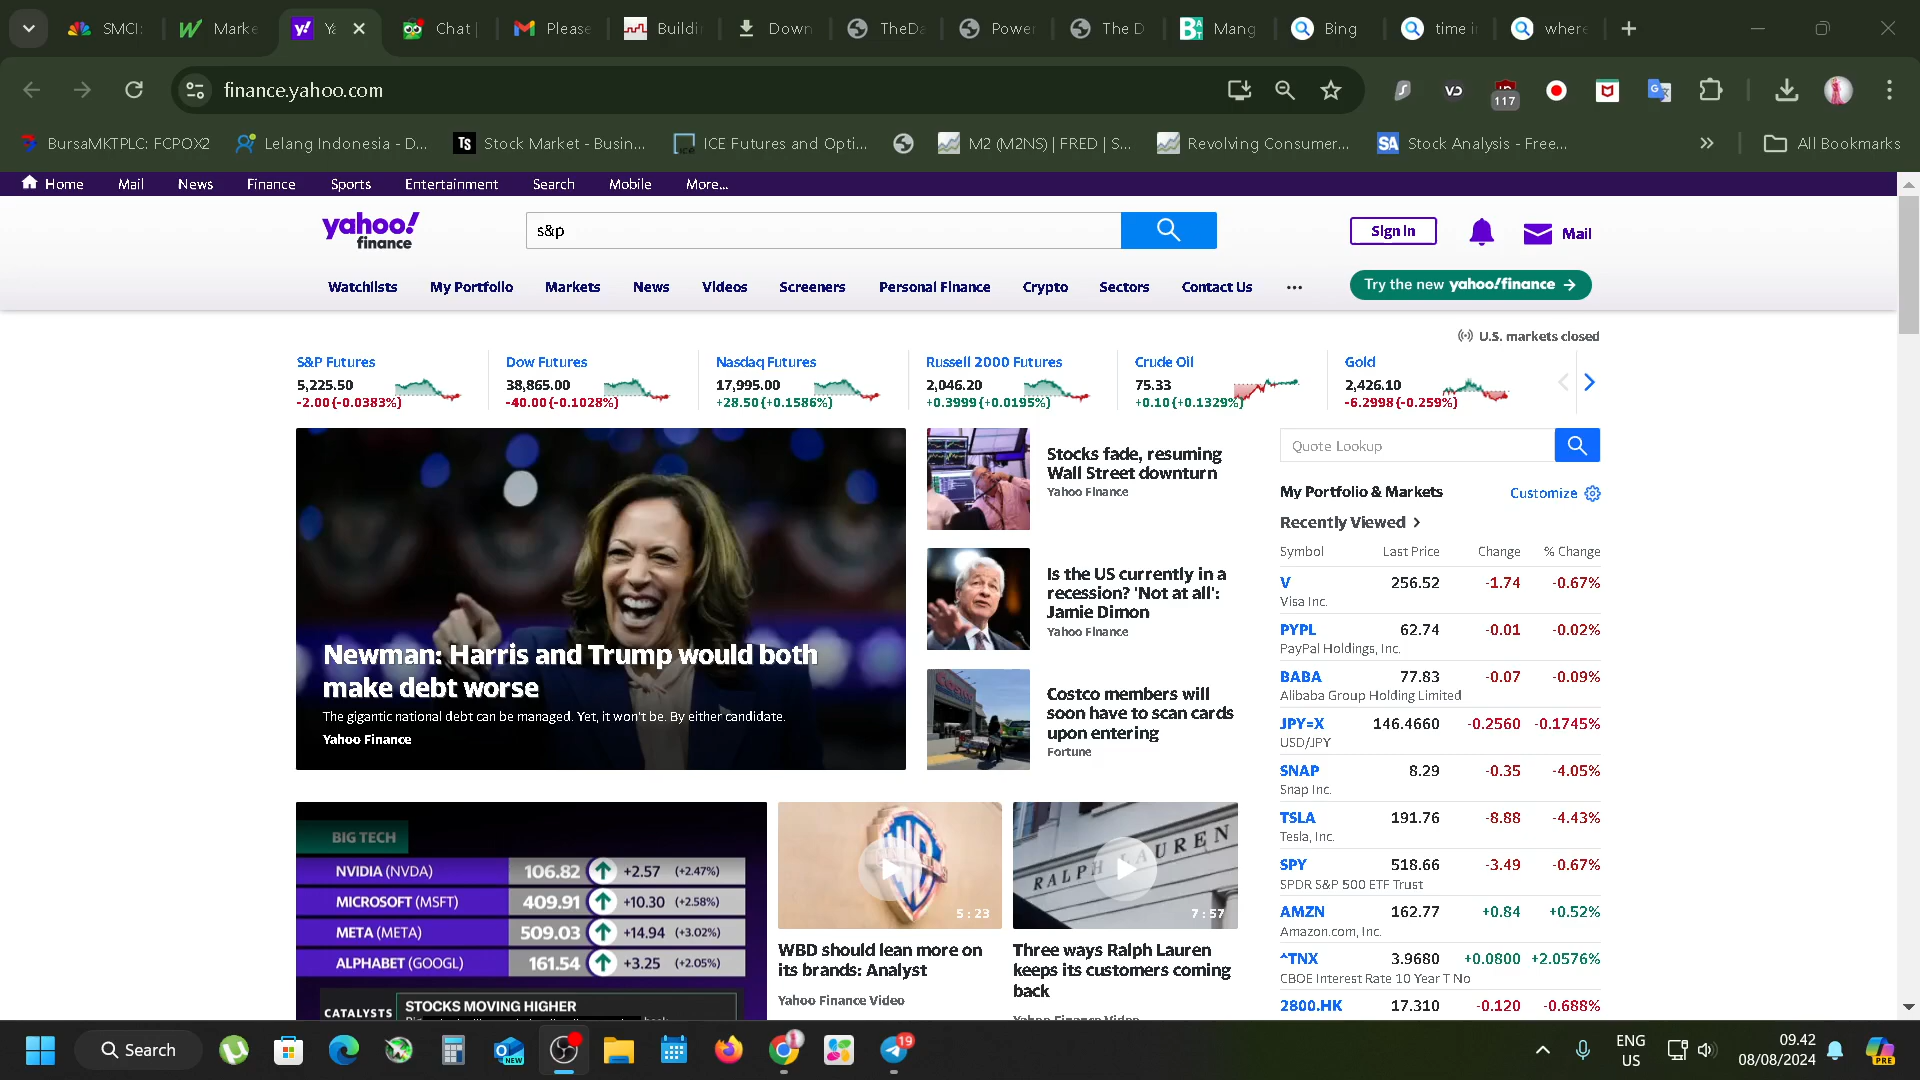 SMCI:
Marke
Ya
Chat |
Please
Buildi
Down
TheDa
Power
The D
Mang
Bing
time in
where
finance.yahoo.com
117
BursaMKTPLC: FCPOX2
Lelang Indonesia - D...
Stock Market - Busin...
ICE Futures and Opti...
M2 (M2NS) | FRED | S...
Revolving Consumer...
Stock Analysis - Free...
All Bookmarks
Home Mail News Finance Sports Entertainment Search Mobile More...
yahoo!
finance
s&p
Sign in
Mail
Watchlists My Portfolio Markets News Videos Screeners Personal Finance Crypto Sectors Contact Us ...
Try the new yahoo!finance →
U.S. markets closed
S&P Futures
5,225.50
-2.00 (-0.0383%)
Dow Futures
38,865.00
-40.00 (-0.1028%)
Nasdaq Futures
17,995.00
+28.50 (+0.1586%)
Russell 2000 Futures
2,046.20
+0.3999 (+0.0195%)
Crude Oil
75.33
+0.10 (+0.1329%)
Gold
2,426.10
-6.2998 (-0.259%)
Newman: Harris and Trump would both
make debt worse
The gigantic national debt can be managed. Yet, it won't be. By either candidate.
Yahoo Finance
Stocks fade, resuming
Wall Street downturn
Yahoo Finance
Is the US currently in a
recession? 'Not at all':
Jamie Dimon
Yahoo Finance
Costco members will
soon have to scan cards
upon entering
Fortune
Quote Lookup
My Portfolio & Markets
Customize
Recently Viewed >
Symbol Last Price Change % Change
V 256.52 -1.74 -0.67%
Visa Inc.
PYPL 62.74 -0.01 -0.02%
PayPal Holdings, Inc.
BABA 77.83 -0.07 -0.09%
Alibaba Group Holding Limited
JPY=X 146.4660 -0.2560 -0.1745%
USD/JPY
SNAP 8.29 -0.35 -4.05%
Snap Inc.
TSLA 191.76 -8.88 -4.43%
Tesla, Inc.
SPY 518.66 -3.49 -0.67%
SPDR S&P 500 ETF Trust
AMZN 162.77 +0.84 +0.52%
Amazon.com, Inc.
^TNX 3.9680 +0.0800 +2.0576%
CBOE Interest Rate 10 Year T No
2800.HK 17.310 -0.120 -0.688%
BIG TECH
NVIDIA (NVDA) 106.82 +2.57 (+2.47%)
MICROSOFT (MSFT) 409.91 +10.30 (+2.58%)
META (META) 509.03 +14.94 (+3.02%)
ALPHABET (GOOGL) 161.54 +3.25 (+2.05%)
CATALYSTS
STOCKS MOVING HIGHER
5:23
WBD should lean more on
its brands: Analyst
Yahoo Finance Video
RALPH LAUREN
7:57
Three ways Ralph Lauren
keeps its customers coming
back
Yahoo Finance Video
Search
NEW
19
ENG
US
09.42
08/08/2024
PRE